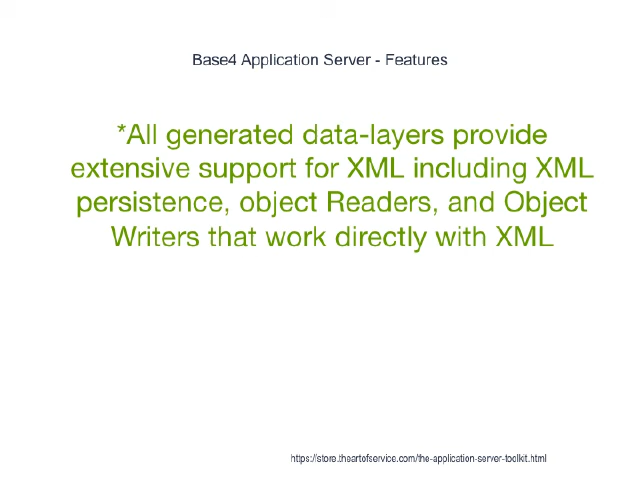 Base4 Application Server - Features
*All generated data-layers provide
extensive support for XML including XML
persistence, object Readers, and Object
Writers that work directly with XML
https://store.theartofservice.com/the-application-server-toolkit.html